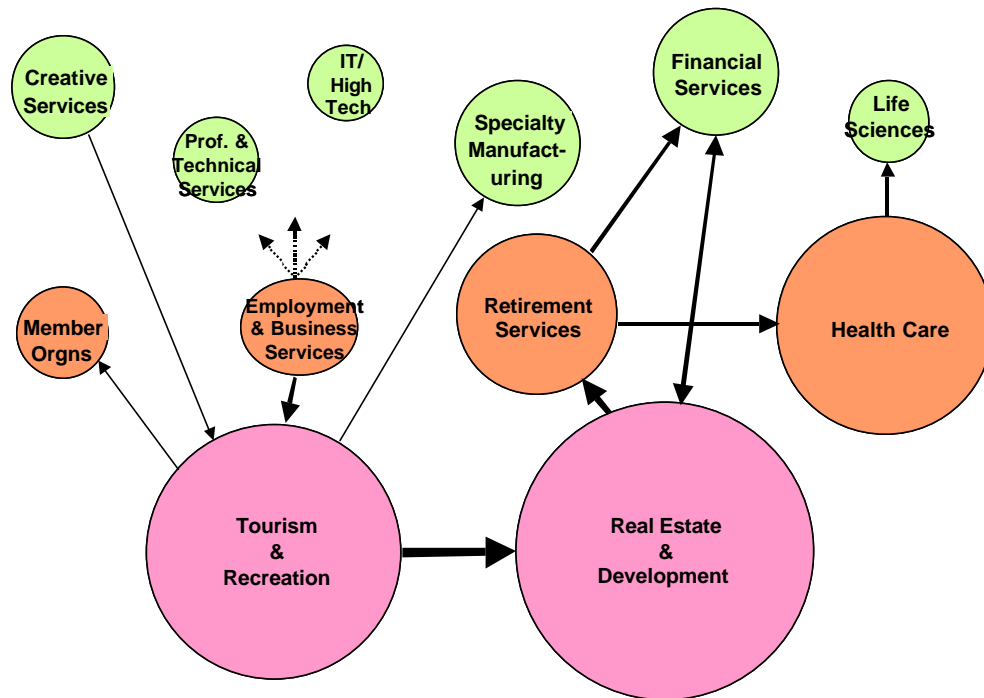 Creative
Services
IT/
High
Tech
Financial
Services
Life
Sciences
Prof. &
Technical
Services
Specialty
Manufact-
uring
Member
Orgns
Employment
& Business
Services
Retirement
Services
Health Care
Tourism
&
Recreation
Real Estate
&
Development